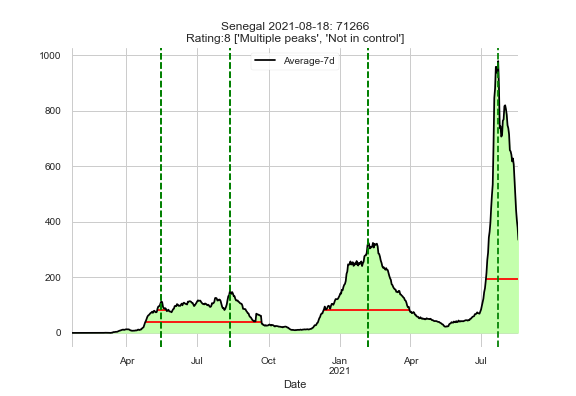 Senegal 2021-08-18: 71266
Rating:8 ['Multiple peaks', 'Not in control']
Average-7d
1000
800
600
400
200
0
Apr Jul Oct Jan Apr Jul
2021
Date